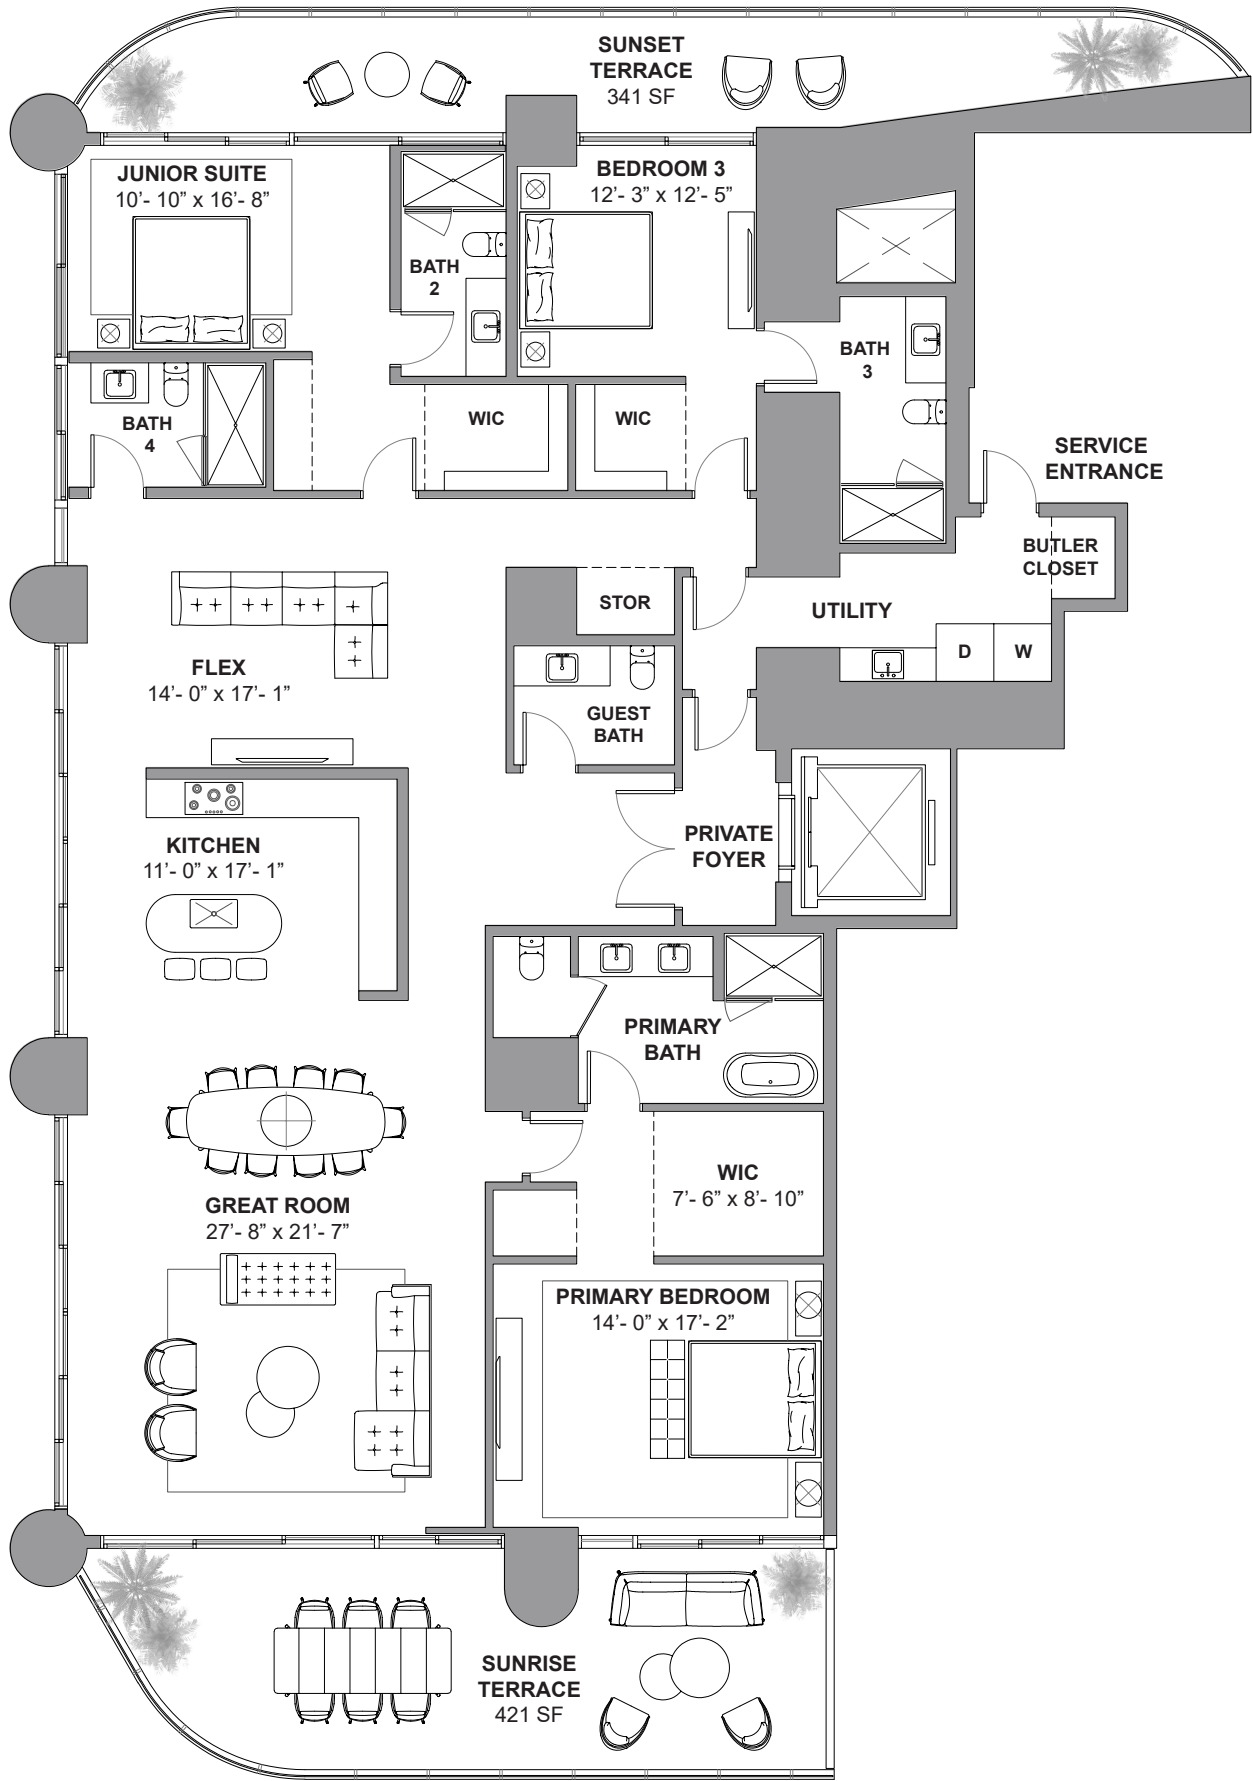 SUNSET
TERRACE
341 SF
JUNIOR SUITE
10’- 10” x 16’- 8”
BEDROOM 3
12’- 3” x 12’- 5”
BATH
2
BATH
3
BATH
4
WIC
WIC
SERVICE
ENTRANCE
BUTLER
CLOSET
STOR
UTILITY
D
W
FLEX
14’- 0” x 17’- 1”
GUEST
BATH
KITCHEN
11’- 0” x 17’- 1”
PRIVATE
FOYER
PRIMARY
BATH
WIC
7’- 6” x 8’- 10”
GREAT ROOM
27’- 8” x 21’- 7”
PRIMARY BEDROOM
14’- 0” x 17’- 2”
SUNRISE
TERRACE
421 SF